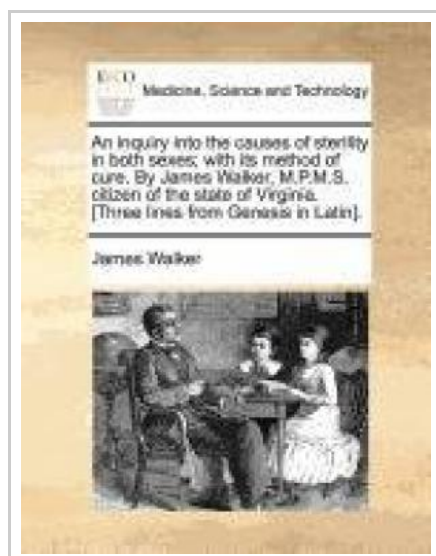 ECCO
Medicine, Science and Technology
An inquiry into the causes of sterility
in both sexes; with its method of
cure. By James Walker, M.P.M.S.
citizen of the state of Virginia.
[Three lines from Genesis in Latin].
James Walker